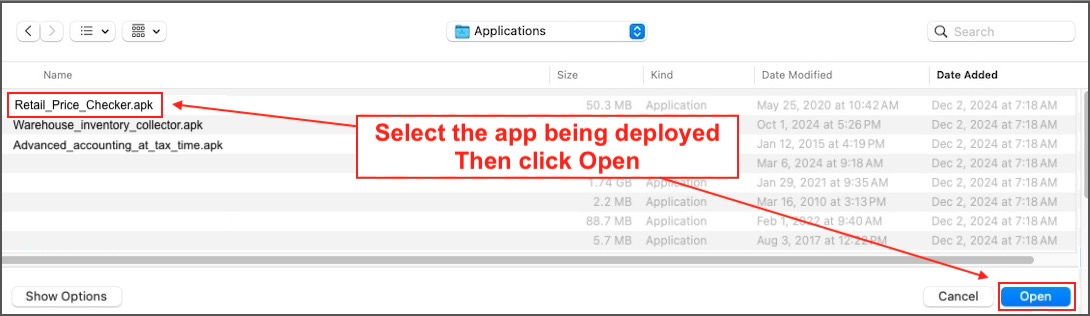 Applications
Search
Name Size Kind Date Modified Date Added
Retail_Price_Checker.apk 50.3 MB Application May 25, 2020 at 10:42 AM Dec 2, 2024 at 7:18 AM
Warehouse_inventory_collector.apk Oct 1, 2024 at 5:26 PM Dec 2, 2024 at 7:18 AM
Advanced_accounting_at_tax_time.apk Jan 12, 2015 at 4:19 PM Dec 2, 2024 at 7:18 AM
Select the app being deployed
Then click Open
Mar 6, 2024 at 9:18 AM Dec 2, 2024 at 7:18 AM
1.74 GB Application Jan 29, 2021 at 9:35 AM Dec 2, 2024 at 7:18 AM
2.2 MB Application Mar 16, 2010 at 3:13 PM Dec 2, 2024 at 7:18 AM
88.7 MB Application Feb 1, 2022 at 9:40 AM Dec 2, 2024 at 7:18 AM
5.7 MB Application Aug 3, 2017 at 12:22 PM Dec 2, 2024 at 7:18 AM
Show Options Cancel Open